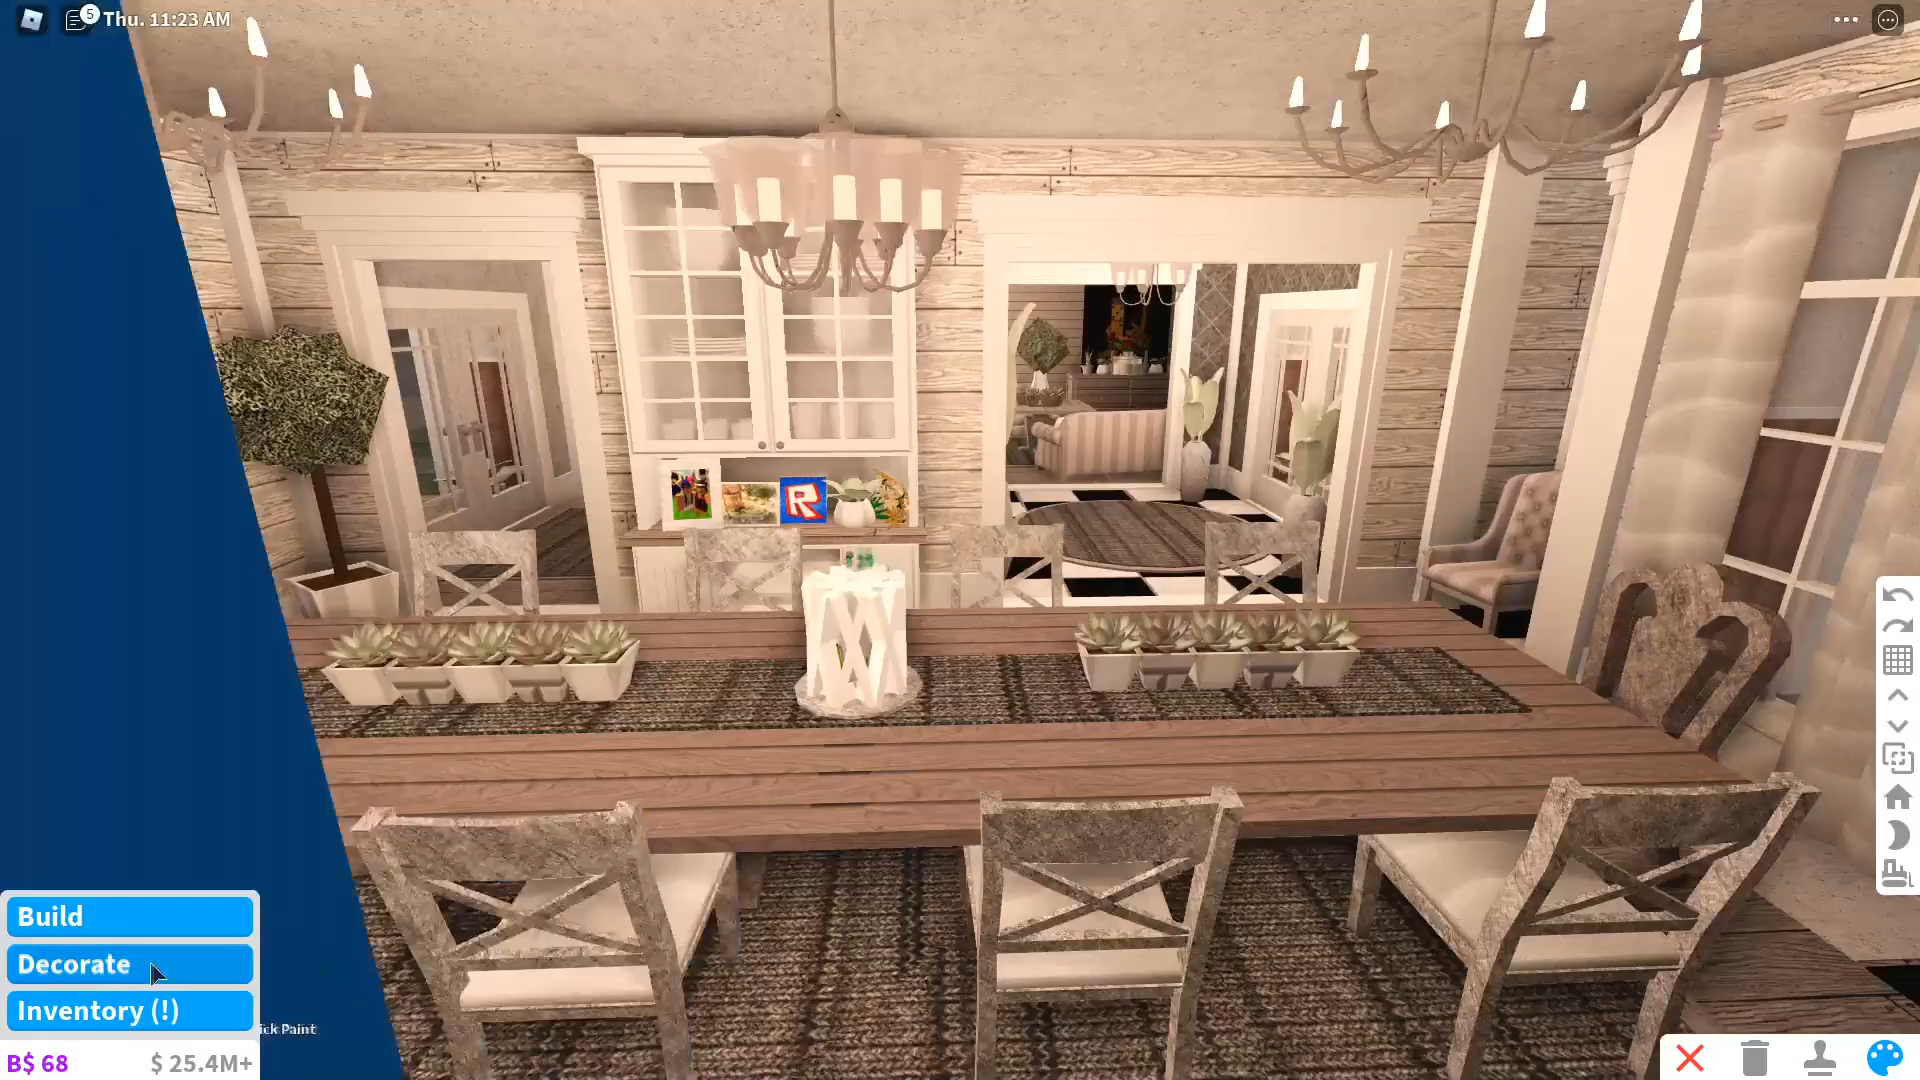 5
Thu. 11:23 AM
R
Build
Decorate
Inventory (!)
ick Paint
B$ 68
$ 25.4M+